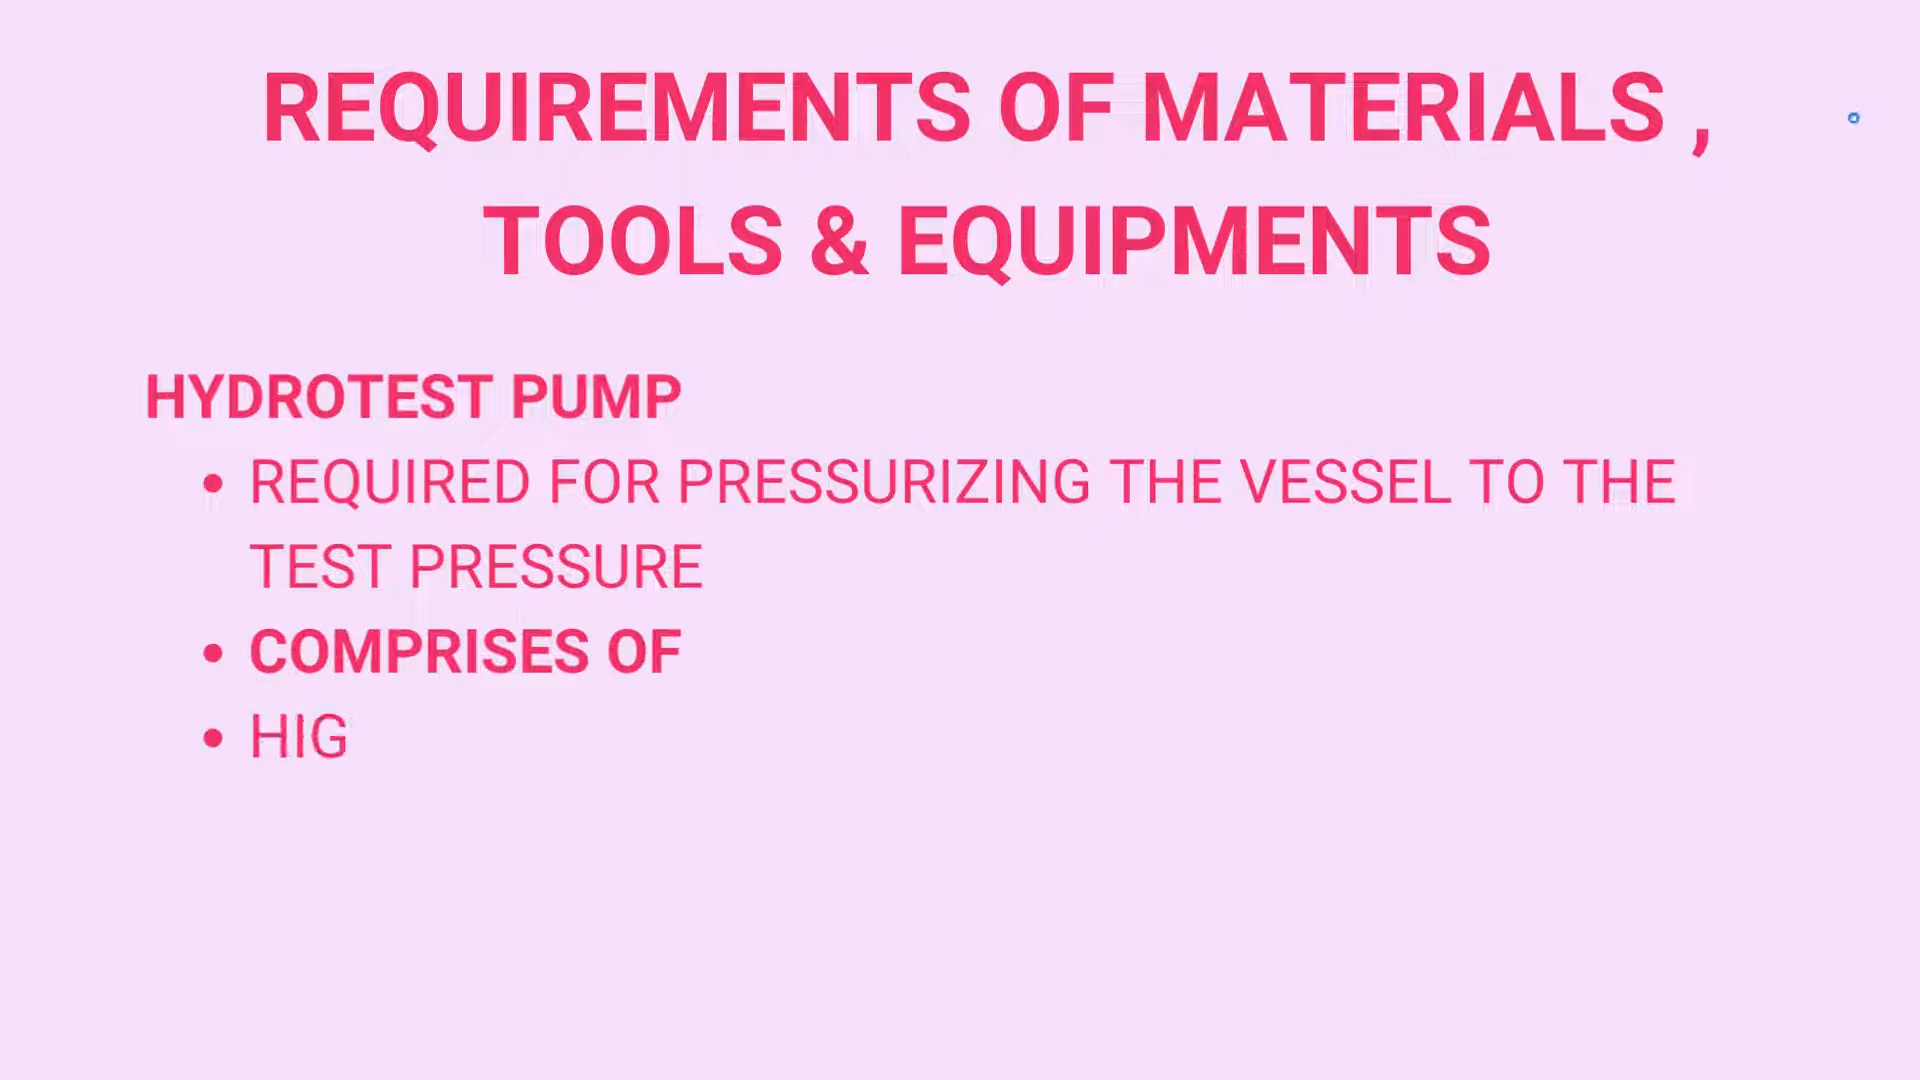 REQUIREMENTS OF MATERIALS ,
TOOLS & EQUIPMENTS
HYDROTEST PUMP
• REQUIRED FOR PRESSURIZING THE VESSEL TO THE
TEST PRESSURE
• COMPRISES OF
• HIG